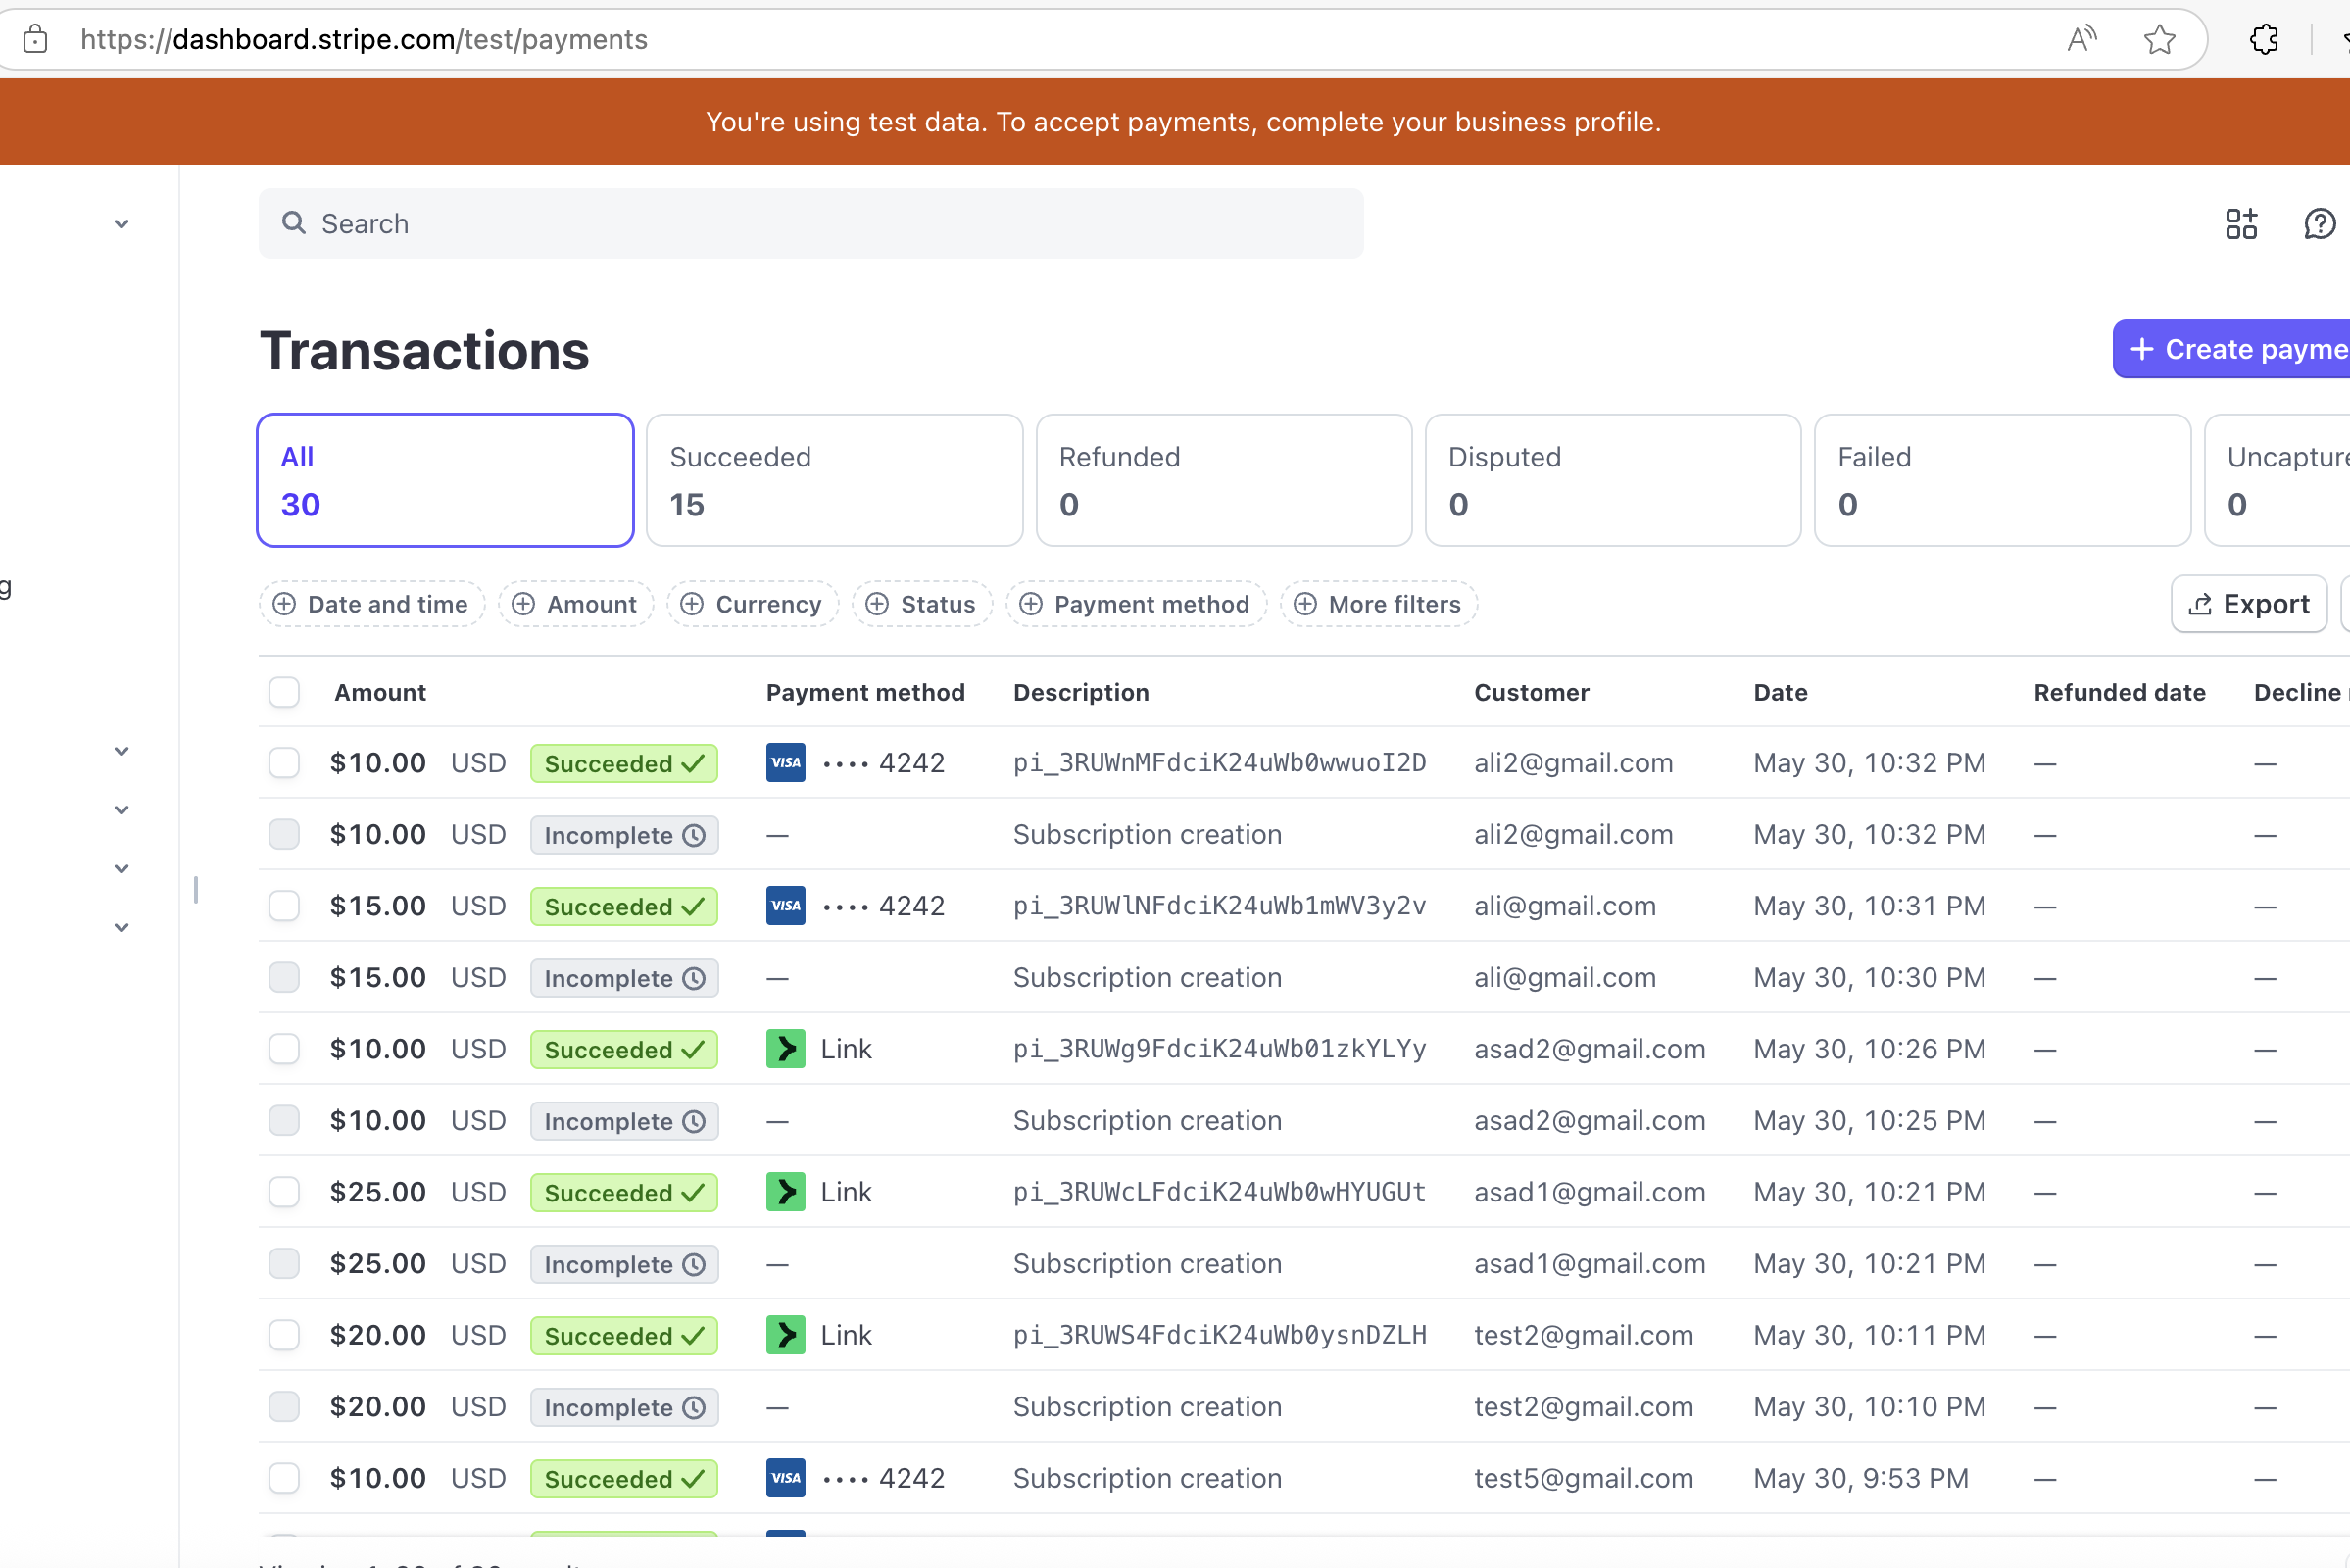 https://dashboard.stripe.com/test/payments
You're using test data. To accept payments, complete your business profile.
Search
Transactions
+ Create payme
All
30
Succeeded
15
Refunded
0
Disputed
0
Failed
0
Uncapture
0
g
Date and time Amount Currency Status Payment method More filters Export
Amount Payment method Description Customer Date Refunded date Decline
$10.00 USD Succeeded VISA •••• 4242 pi_3RUWnMFdciK24uWb0wwuoI2D ali2@gmail.com May 30, 10:32 PM — —
$10.00 USD Incomplete — Subscription creation ali2@gmail.com May 30, 10:32 PM — —
$15.00 USD Succeeded VISA •••• 4242 pi_3RUWlNFdciK24uWb1mWV3y2v ali@gmail.com May 30, 10:31 PM — —
$15.00 USD Incomplete — Subscription creation ali@gmail.com May 30, 10:30 PM — —
$10.00 USD Succeeded Link pi_3RUWg9FdciK24uWb01zkYLYy asad2@gmail.com May 30, 10:26 PM — —
$10.00 USD Incomplete — Subscription creation asad2@gmail.com May 30, 10:25 PM — —
$25.00 USD Succeeded Link pi_3RUWcLFdciK24uWb0wHYUGUt asad1@gmail.com May 30, 10:21 PM — —
$25.00 USD Incomplete — Subscription creation asad1@gmail.com May 30, 10:21 PM — —
$20.00 USD Succeeded Link pi_3RUWS4FdciK24uWb0ysnDZLH test2@gmail.com May 30, 10:11 PM — —
$20.00 USD Incomplete — Subscription creation test2@gmail.com May 30, 10:10 PM — —
$10.00 USD Succeeded VISA •••• 4242 Subscription creation test5@gmail.com May 30, 9:53 PM — —